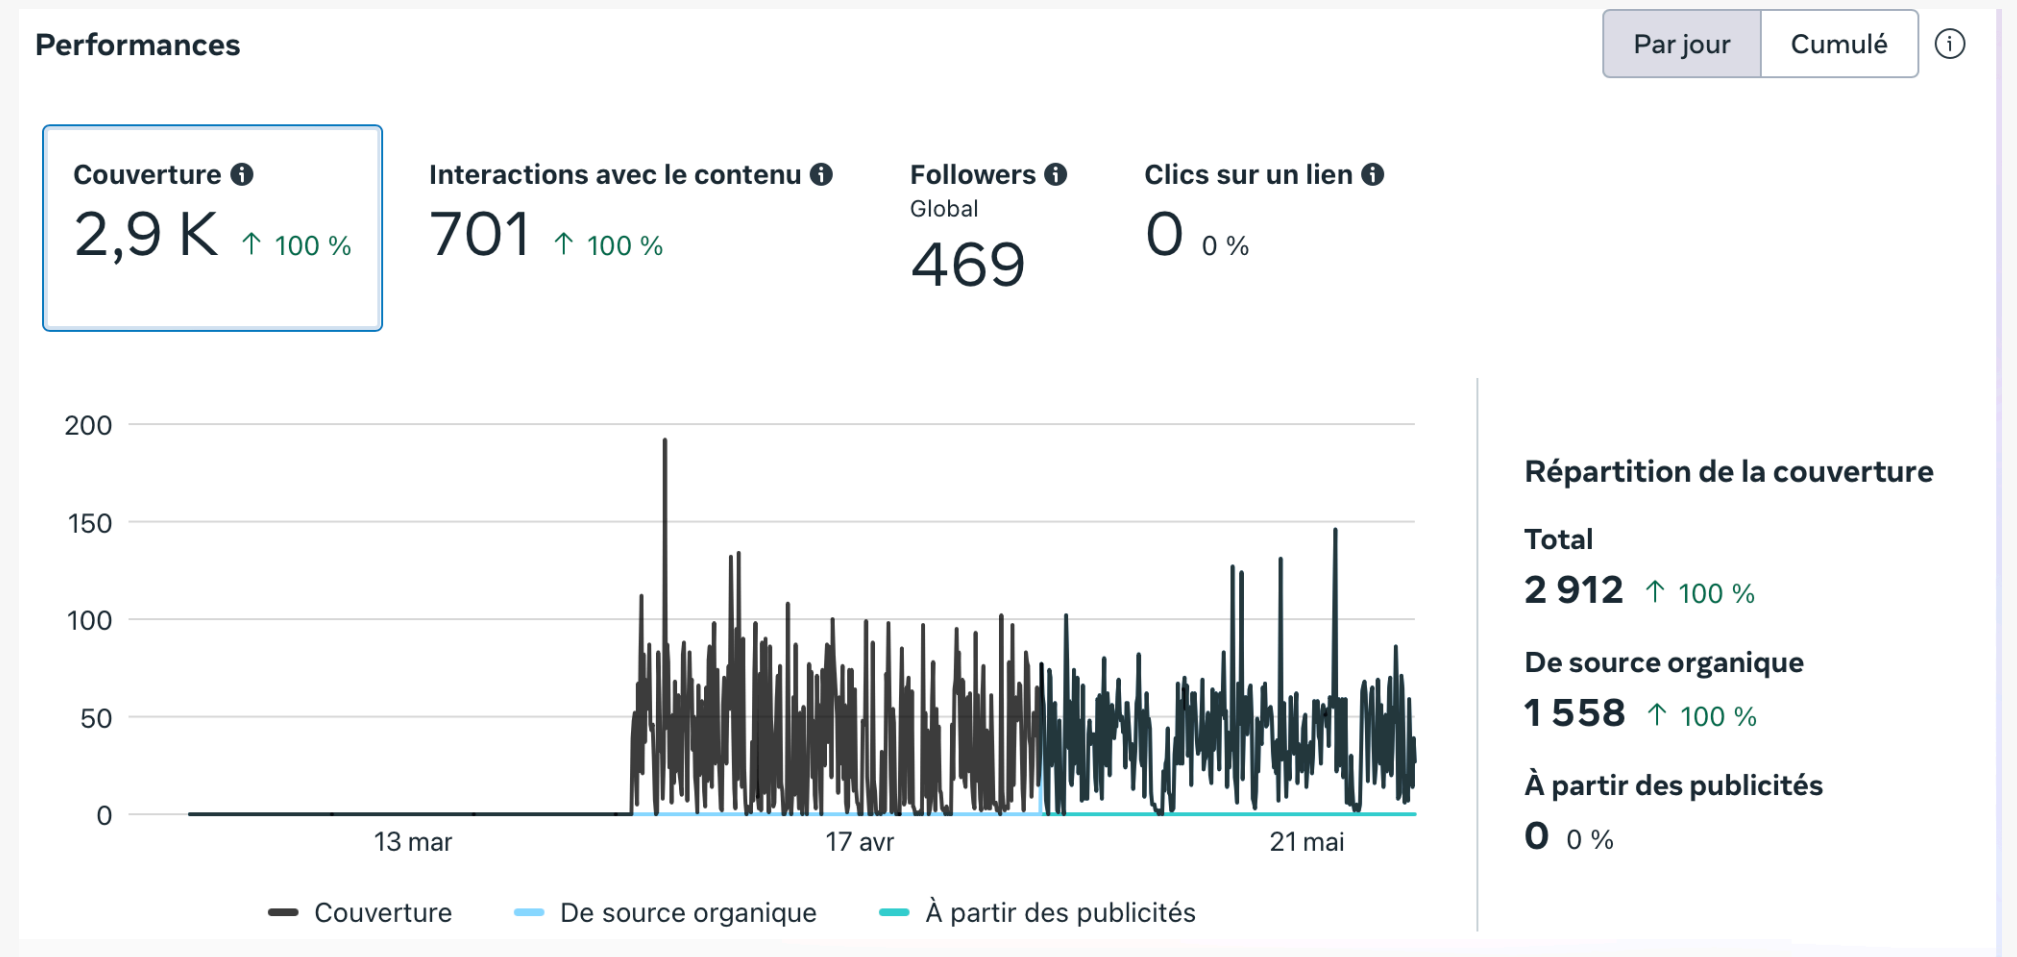 Performances
Par jour
Cumulé
Couverture
2,9 K ↑ 100 %
Interactions avec le contenu
701 ↑ 100 %
Followers
Global
469
Clics sur un lien
0 0 %
200
150
100
50
0
13 mar
17 avr
21 mai
Couverture
De source organique
À partir des publicités
Répartition de la couverture
Total
2 912 ↑ 100 %
De source organique
1 558 ↑ 100 %
À partir des publicités
0 0 %